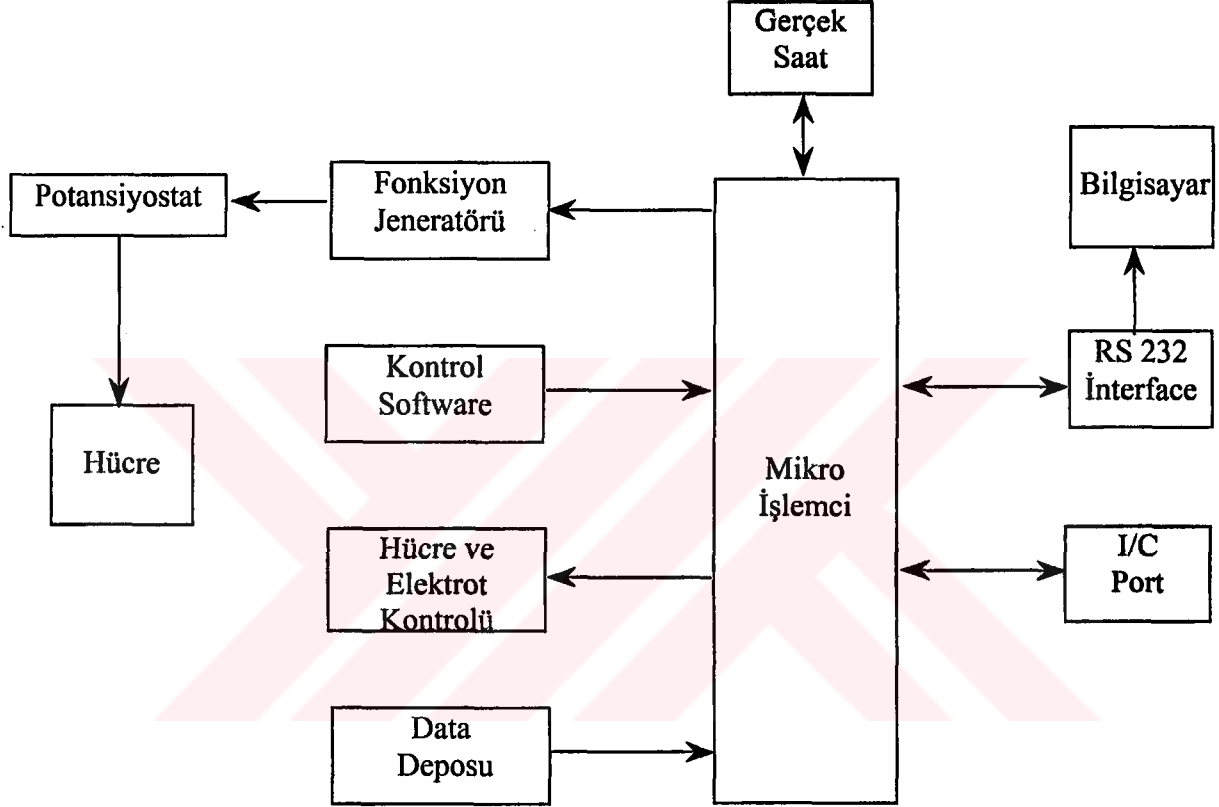 Gerçek
Saat
Bilgisayar
Potansiyostat
Fonksiyon
Jeneratörü
Kontrol
Software
RS 232
İnterface
Hücre
Mikro
İşlemci
Hücre ve
Elektrot
Kontrolü
I/C
Port
Data
Deposu